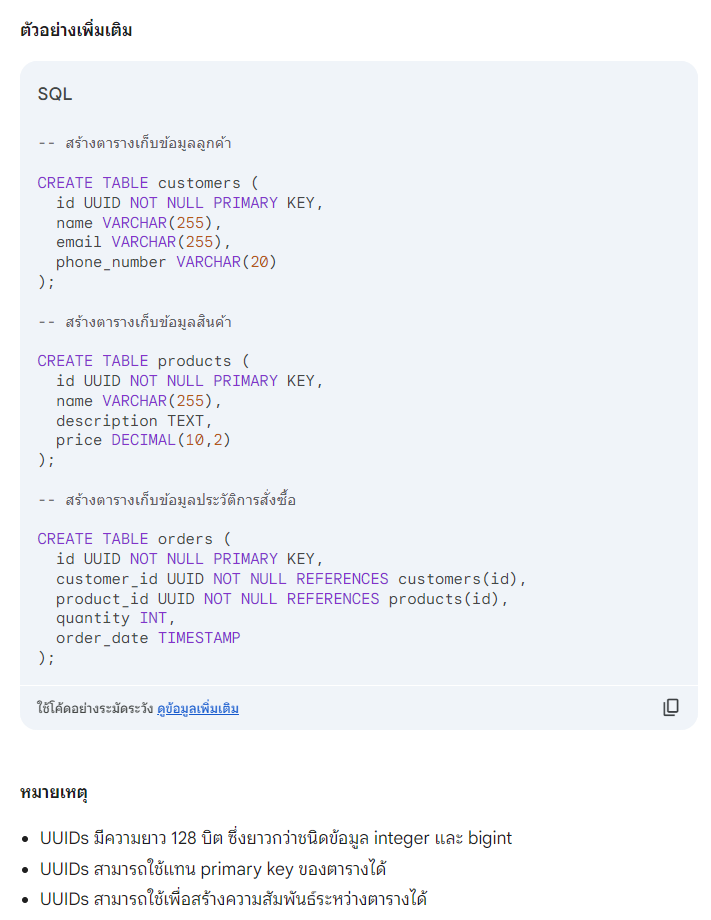 ตัวอย่างเพิ่มเติม
SQL
-- สร้างตารางเก็บข้อมูลลูกค้า
CREATE TABLE customers (
  id UUID NOT NULL PRIMARY KEY,
  name VARCHAR(255),
  email VARCHAR(255),
  phone_number VARCHAR(20)
);
-- สร้างตารางเก็บข้อมูลสินค้า
CREATE TABLE products (
  id UUID NOT NULL PRIMARY KEY,
  name VARCHAR(255),
  description TEXT,
  price DECIMAL(10,2)
);
-- สร้างตารางเก็บข้อมูลประวัติการสั่งซื้อ
CREATE TABLE orders (
  id UUID NOT NULL PRIMARY KEY,
  customer_id UUID NOT NULL REFERENCES customers(id),
  product_id UUID NOT NULL REFERENCES products(id),
  quantity INT,
  order_date TIMESTAMP
);
ใช้โค้ดอย่างระมัดระวัง ดูข้อมูลเพิ่มเติม
หมายเหตุ
• UUIDs มีความยาว 128 บิต ซึ่งยาวกว่าชนิดข้อมูล integer และ bigint
• UUIDs สามารถใช้แทน primary key ของตารางได้
• UUIDs สามารถใช้เพื่อสร้างความสัมพันธ์ระหว่างตารางได้